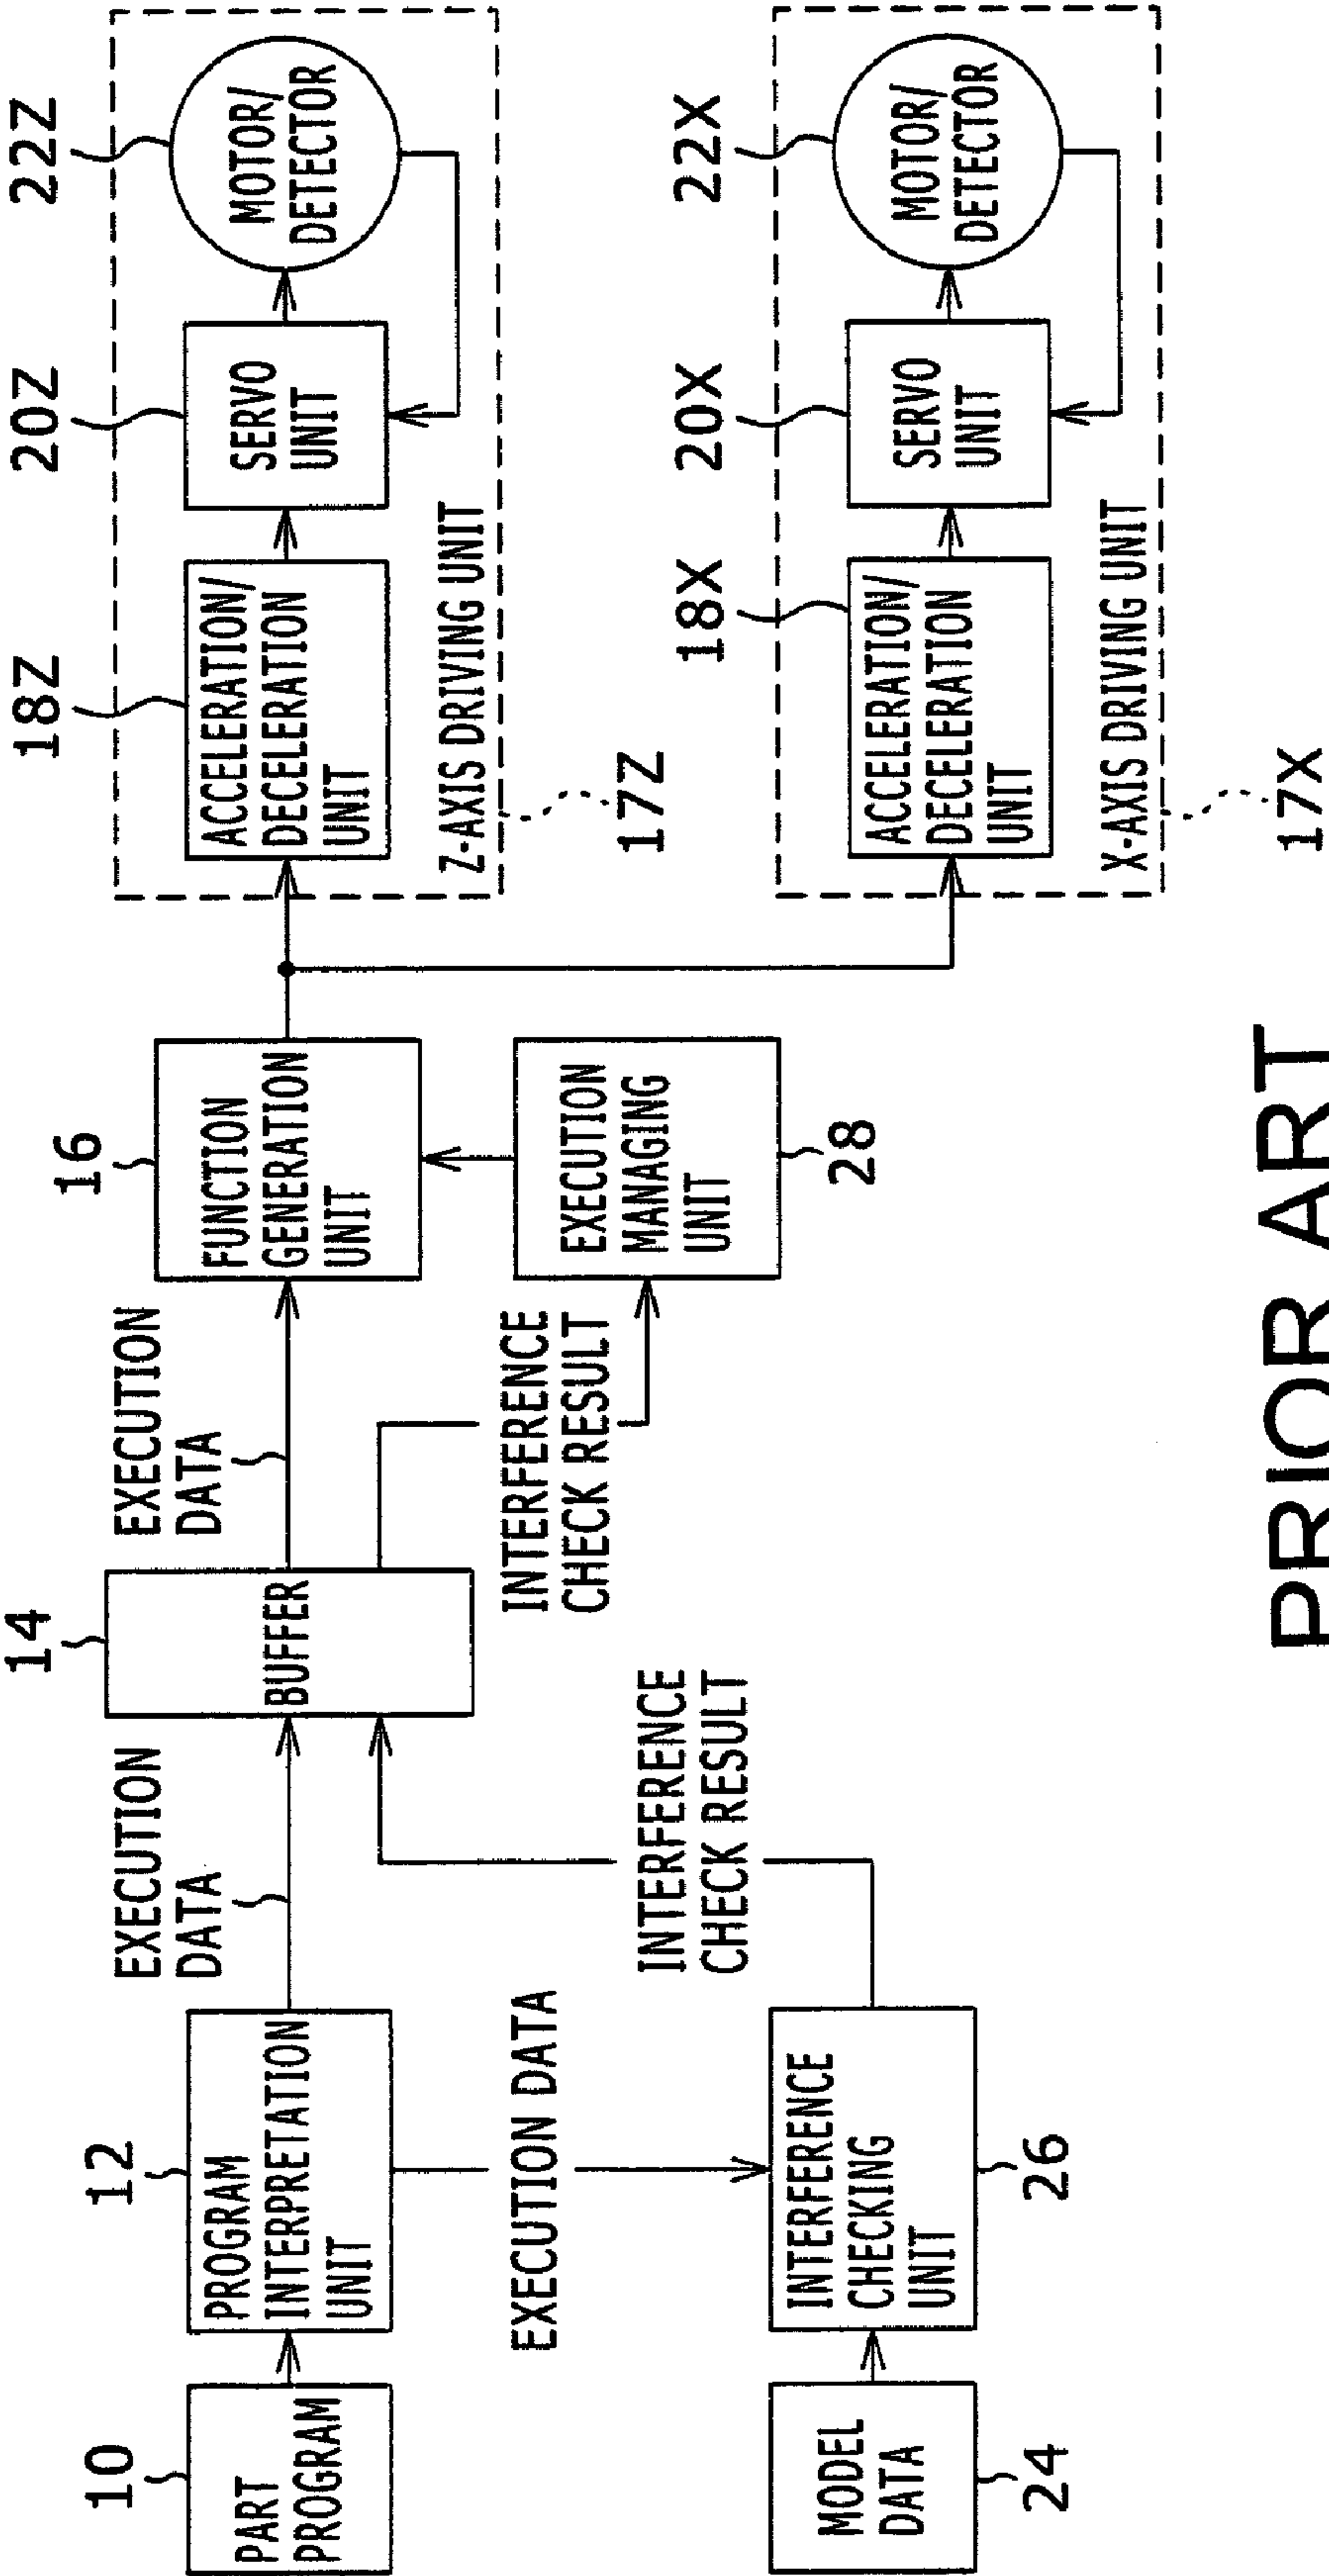 10
PART
PROGRAM
12
PROGRAM
INTERPRETATION
UNIT
EXECUTION
DATA
14
BUFFER
EXECUTION
DATA
16
FUNCTION
GENERATION
UNIT
18Z
ACCELERATION/
DECELERATION
UNIT
20Z
SERVO
UNIT
22Z
MOTOR/
DETECTOR
Z-AXIS DRIVING UNIT
17Z
EXECUTION DATA
INTERFERENCE
CHECK RESULT
INTERFERENCE
CHECK RESULT
EXECUTION
MANAGING
UNIT
28
MODEL
DATA
24
INTERFERENCE
CHECKING
UNIT
26
18X
ACCELERATION/
DECELERATION
UNIT
20X
SERVO
UNIT
22X
MOTOR/
DETECTOR
X-AXIS DRIVING UNIT
17X
PRIOR ART